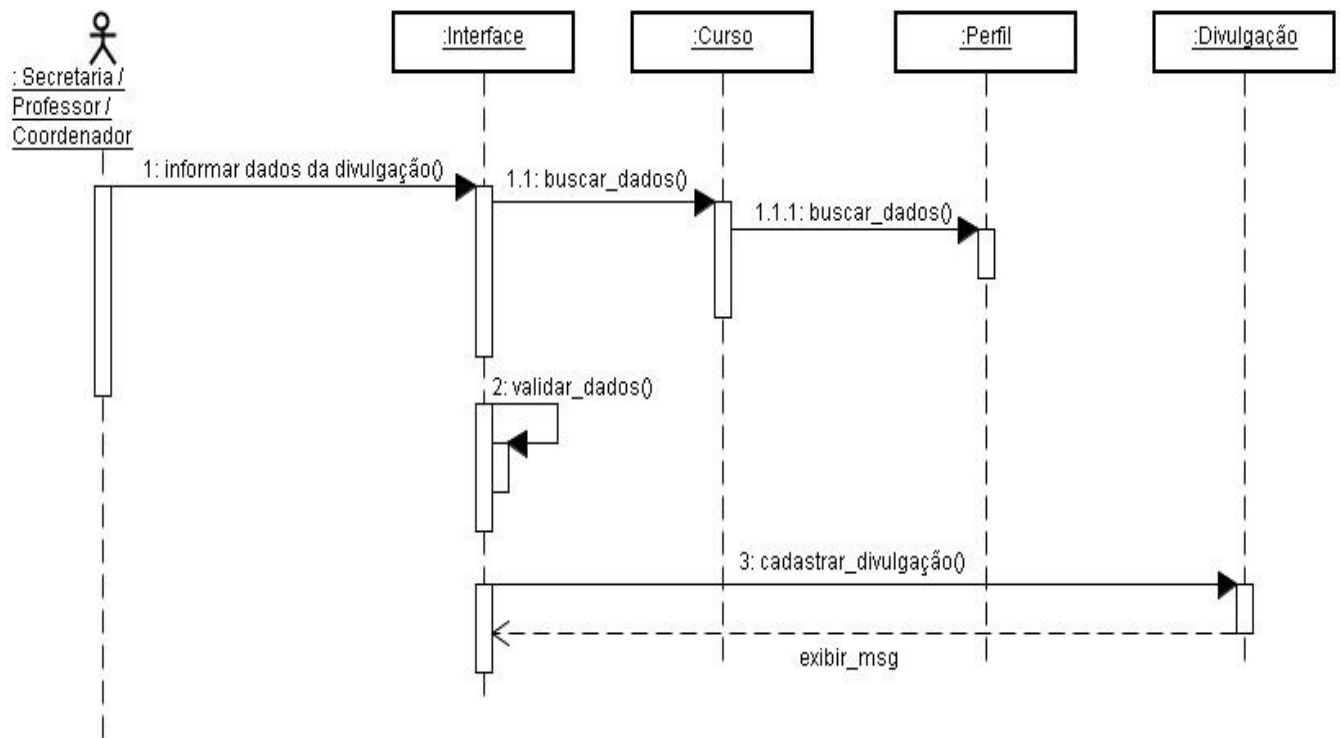 : Secretaria /
Professor /
Coordenador
:Interface
:Curso
:Perfil
:Divulgação
1: informar dados da divulgação()
1.1: buscar_dados()
1.1.1: buscar_dados()
2: validar_dados()
3: cadastrar_divulgação()
exibir_msg